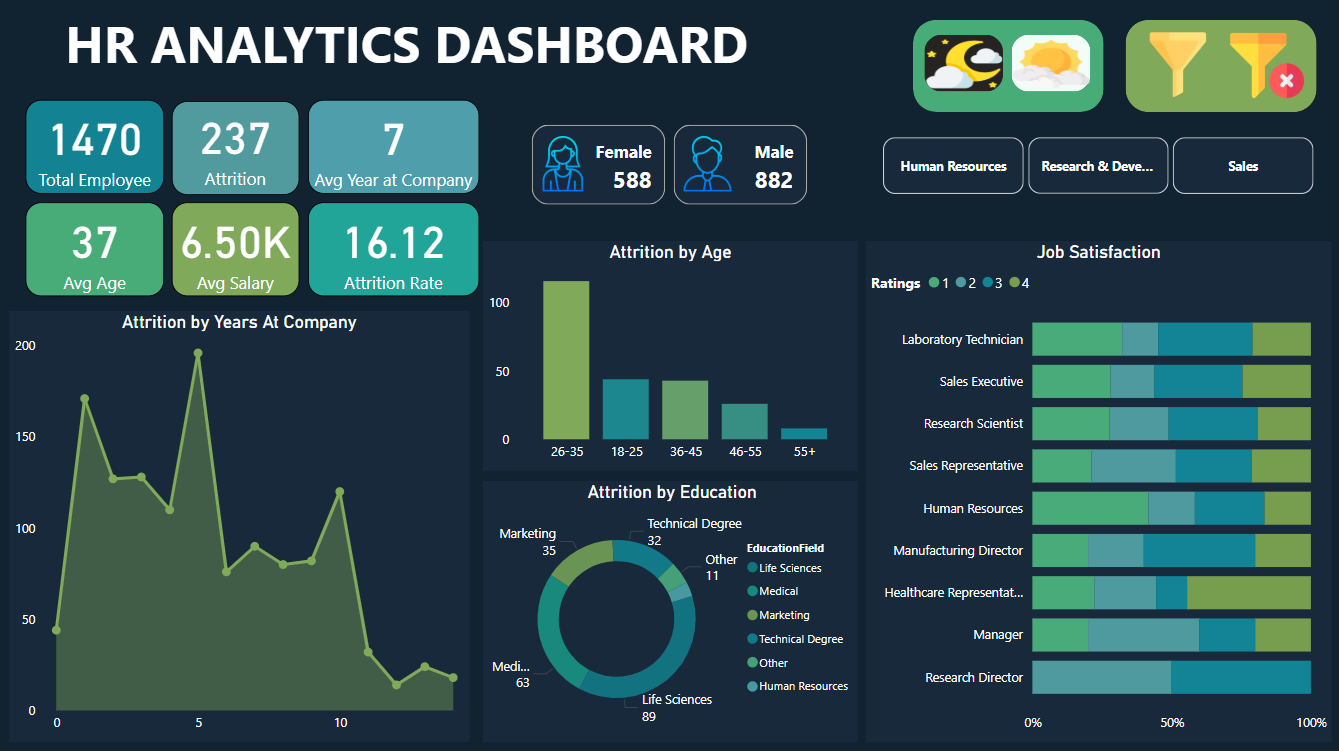 HR ANALYTICS DASHBOARD
1470
Total Employee
237
Attrition
7
Avg Year at Company
37
Avg Age
6.50K
Avg Salary
16.12
Attrition Rate
Female
588
Male
882
Human Resources
Research & Deve...
Sales
Attrition by Years At Company
200
150
100
50
0
0 5 10
Attrition by Age
100
50
0
26-35 18-25 36-45 46-55 55+
Attrition by Education
Technical Degree
32
Marketing
35
Other
11
Medi...
63
Life Sciences
89
EducationField
Life Sciences
Medical
Marketing
Technical Degree
Other
Human Resources
Job Satisfaction
Ratings 1 2 3 4
Laboratory Technician
Sales Executive
Research Scientist
Sales Representative
Human Resources
Manufacturing Director
Healthcare Representat...
Manager
Research Director
0% 50% 100%